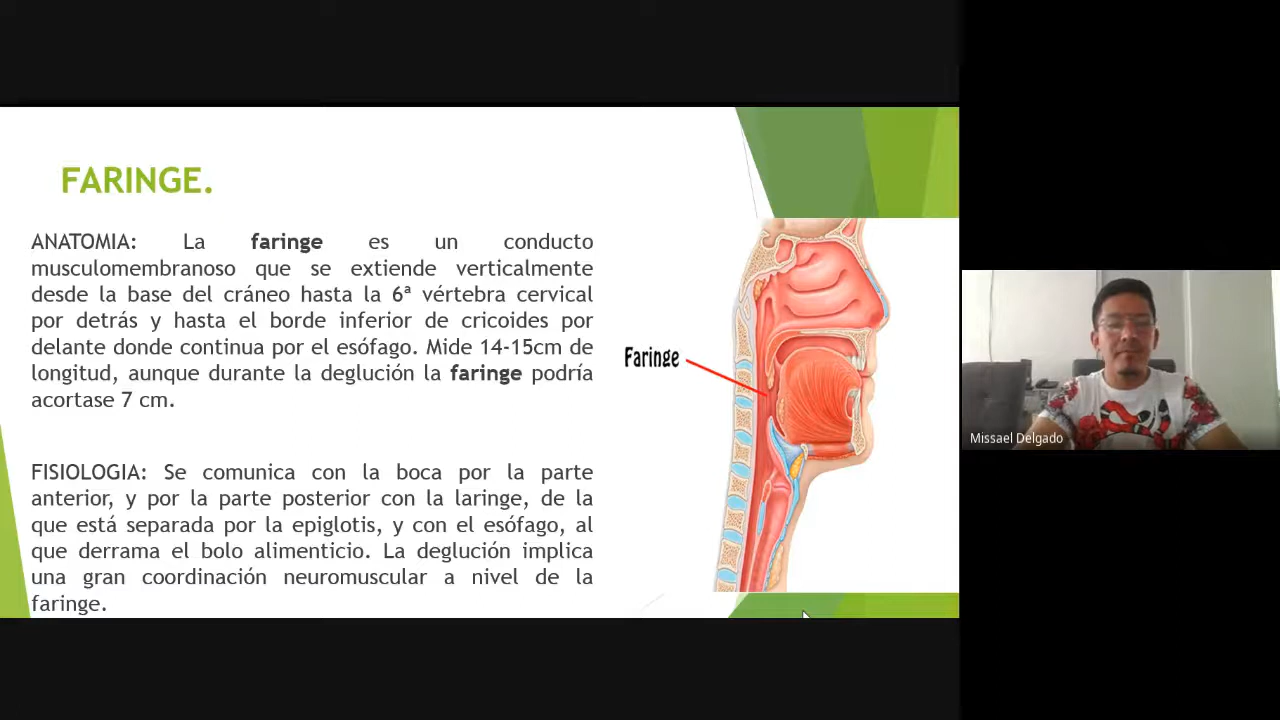 FARINGE.
ANATOMIA: La faringe es un conducto
musculomembranoso que se extiende verticalmente
desde la base del cráneo hasta la 6ª vértebra cervical
por detrás y hasta el borde inferior de cricoides por
delante donde continua por el esófago. Mide 14-15cm de
longitud, aunque durante la deglución la faringe podría
acortase 7 cm.
FISIOLOGIA: Se comunica con la boca por la parte
anterior, y por la parte posterior con la laringe, de la
que está separada por la epiglotis, y con el esófago, al
que derrama el bolo alimenticio. La deglución implica
una gran coordinación neuromuscular a nivel de la
faringe.
Faringe
Missael Delgado